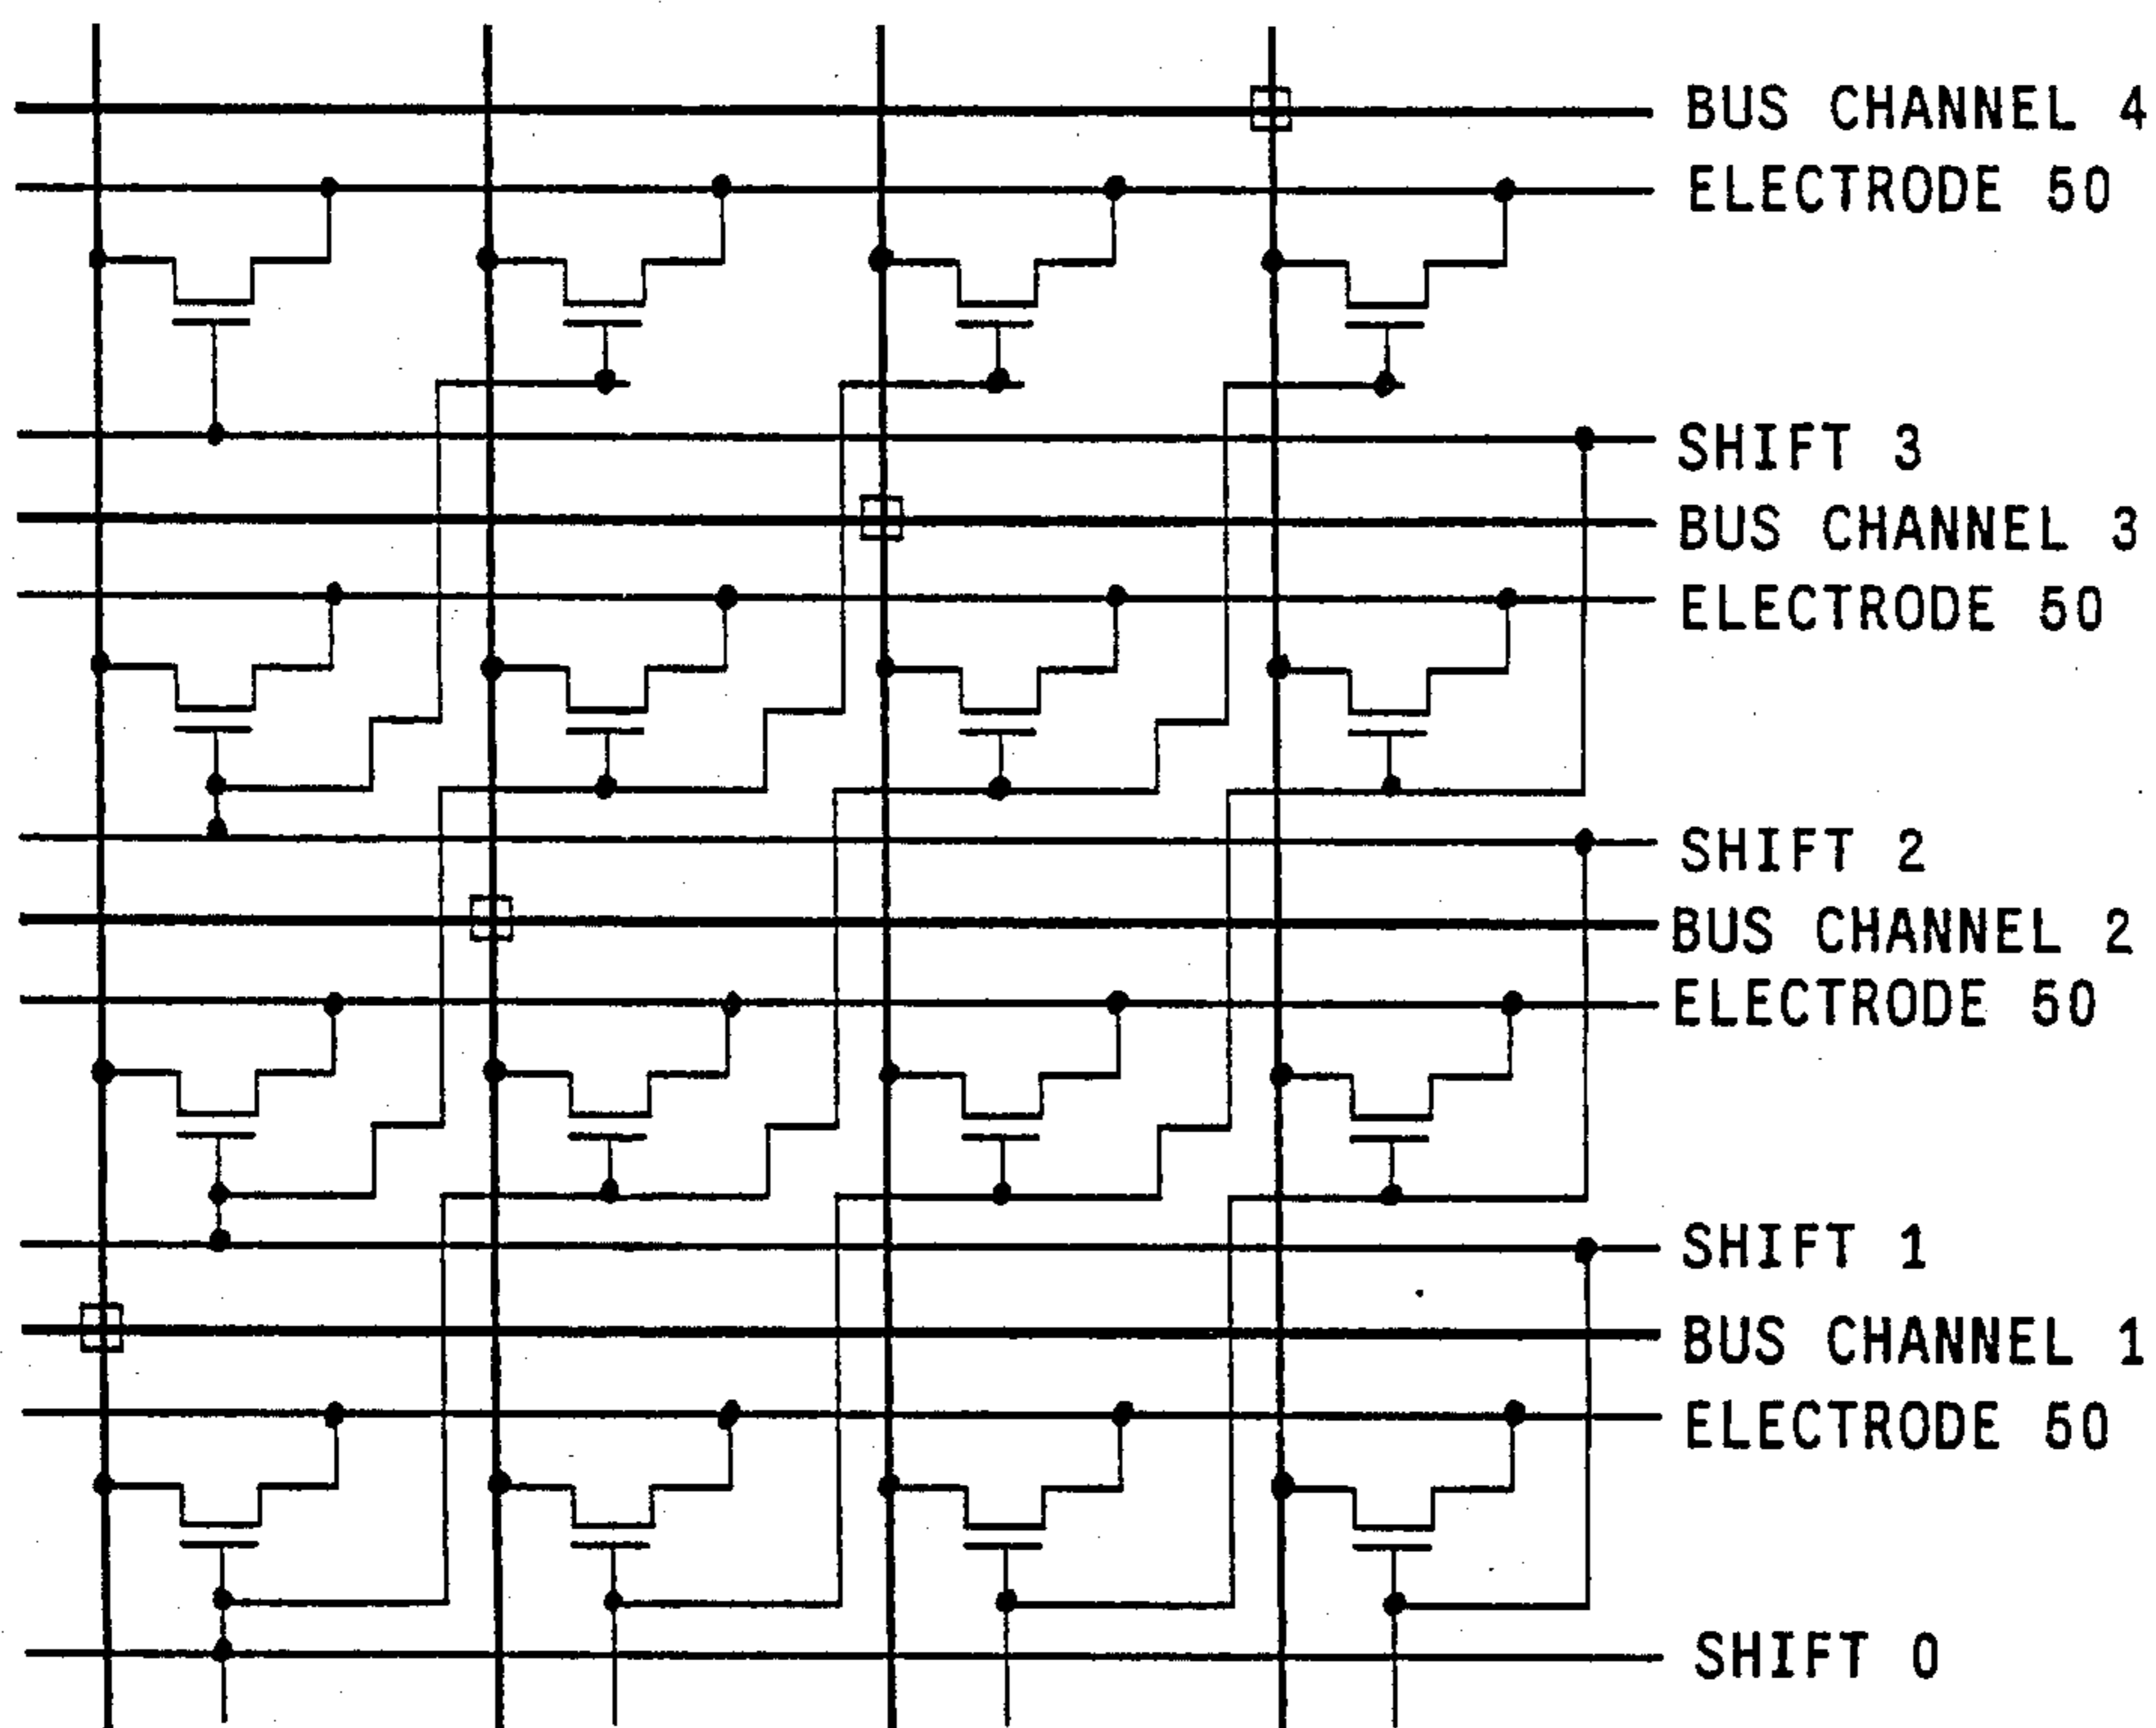 BUS CHANNEL 4
ELECTRODE 50
SHIFT 3
BUS CHANNEL 3
ELECTRODE 50
SHIFT 2
BUS CHANNEL 2
ELECTRODE 50
SHIFT 1
BUS CHANNEL 1
ELECTRODE 50
SHIFT 0